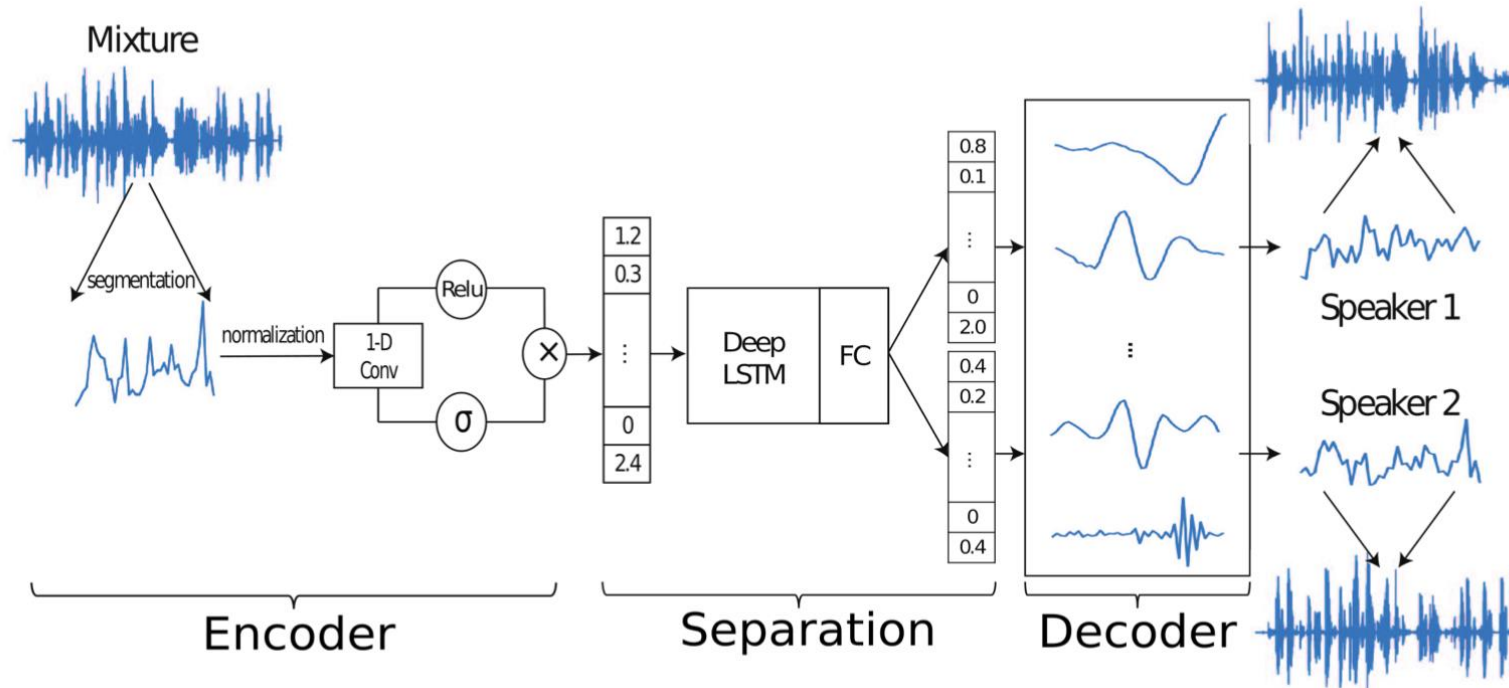 Mixture
segmentation
normalization
1-D
Conv
Relu
σ
×
1.2
0.3
⋮
0
2.4
Deep
LSTM
FC
0.8
0.1
⋮
0
2.0
0.4
0.2
⋮
0
0.4
...
Speaker 1
Speaker 2
Encoder
Separation
Decoder